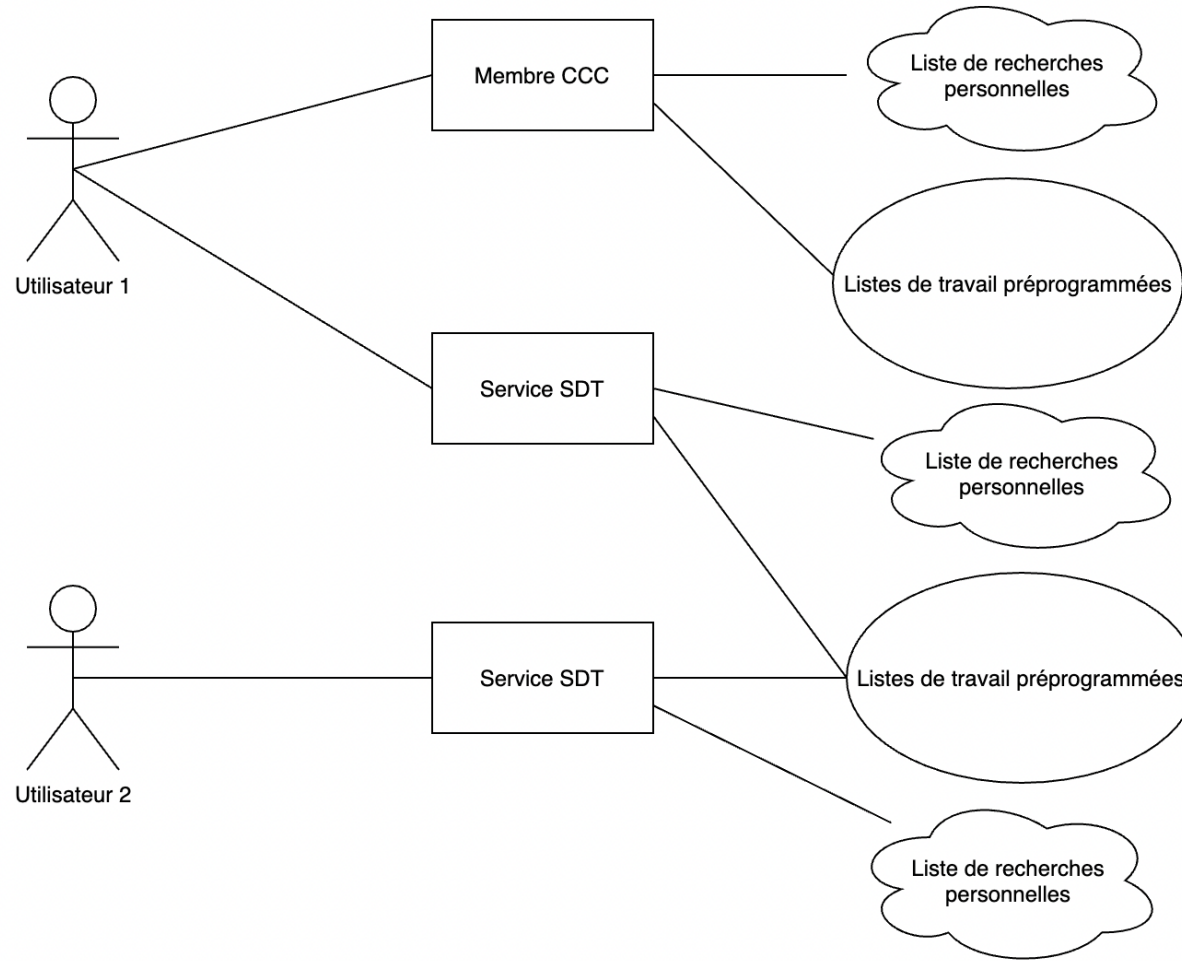 Membre CCC
Liste de recherches
personnelles
Utilisateur 1
Listes de travail préprogrammées
Service SDT
Liste de recherches
personnelles
Service SDT
Listes de travail préprogrammées
Utilisateur 2
Liste de recherches
personnelles